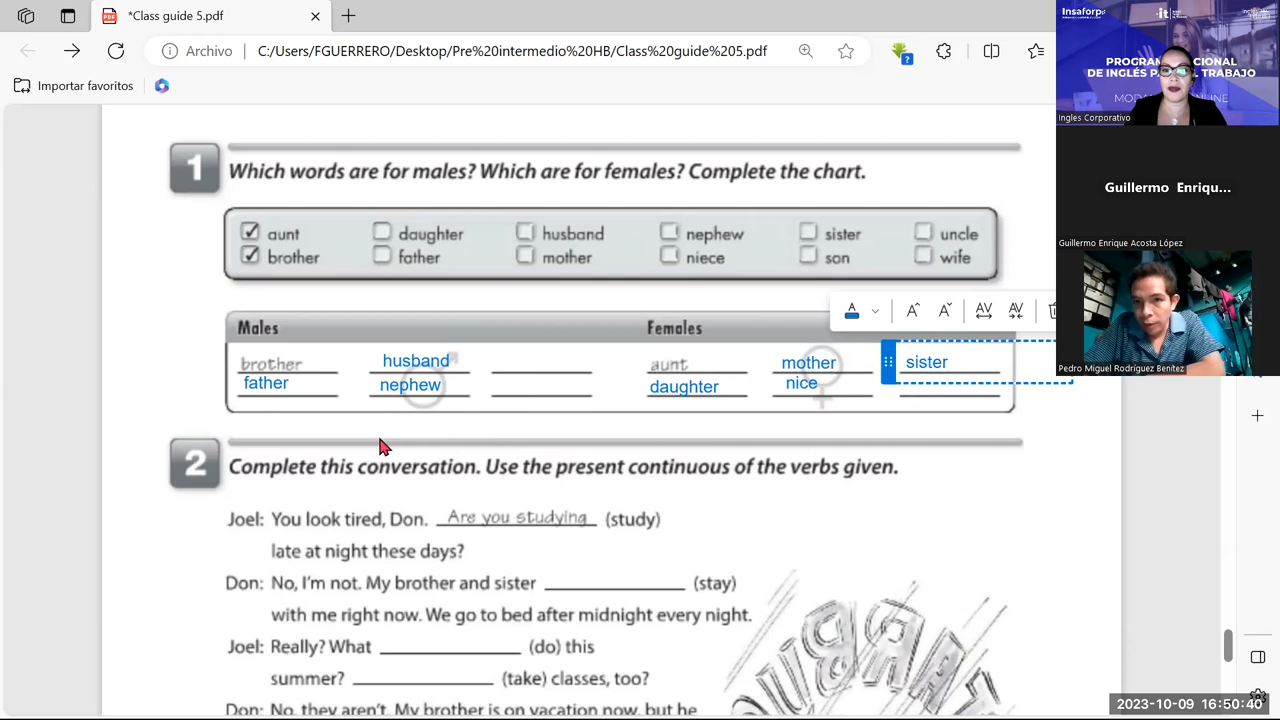 *Class guide 5.pdf
Archivo C:/Users/FGUERRERO/Desktop/Pre%20intermedio%20HB/Class%20guide%205.pdf
Importar favoritos
Insaforp
DE INGLÉS TRABAJO
Ingles Corporativo
Guillermo Enriqu...
Guillermo Enrique Acosta López
Pedro Miguel Rodríguez Benítez
1 Which words are for males? Which are for females? Complete the chart.
aunt daughter husband nephew sister uncle
brother father mother niece son wife
Males Females
brother husband aunt mother sister
father nephew daughter nice
2 Complete this conversation. Use the present continuous of the verbs given.
Joel: You look tired, Don. Are you studying (study)
late at night these days?
Don: No, I'm not. My brother and sister (stay)
with me right now. We go to bed after midnight every night.
Joel: Really? What (do) this
summer? (take) classes, too?
Don: No, they aren't. My brother is on vacation now, but he
2023-10-09 16:50:40